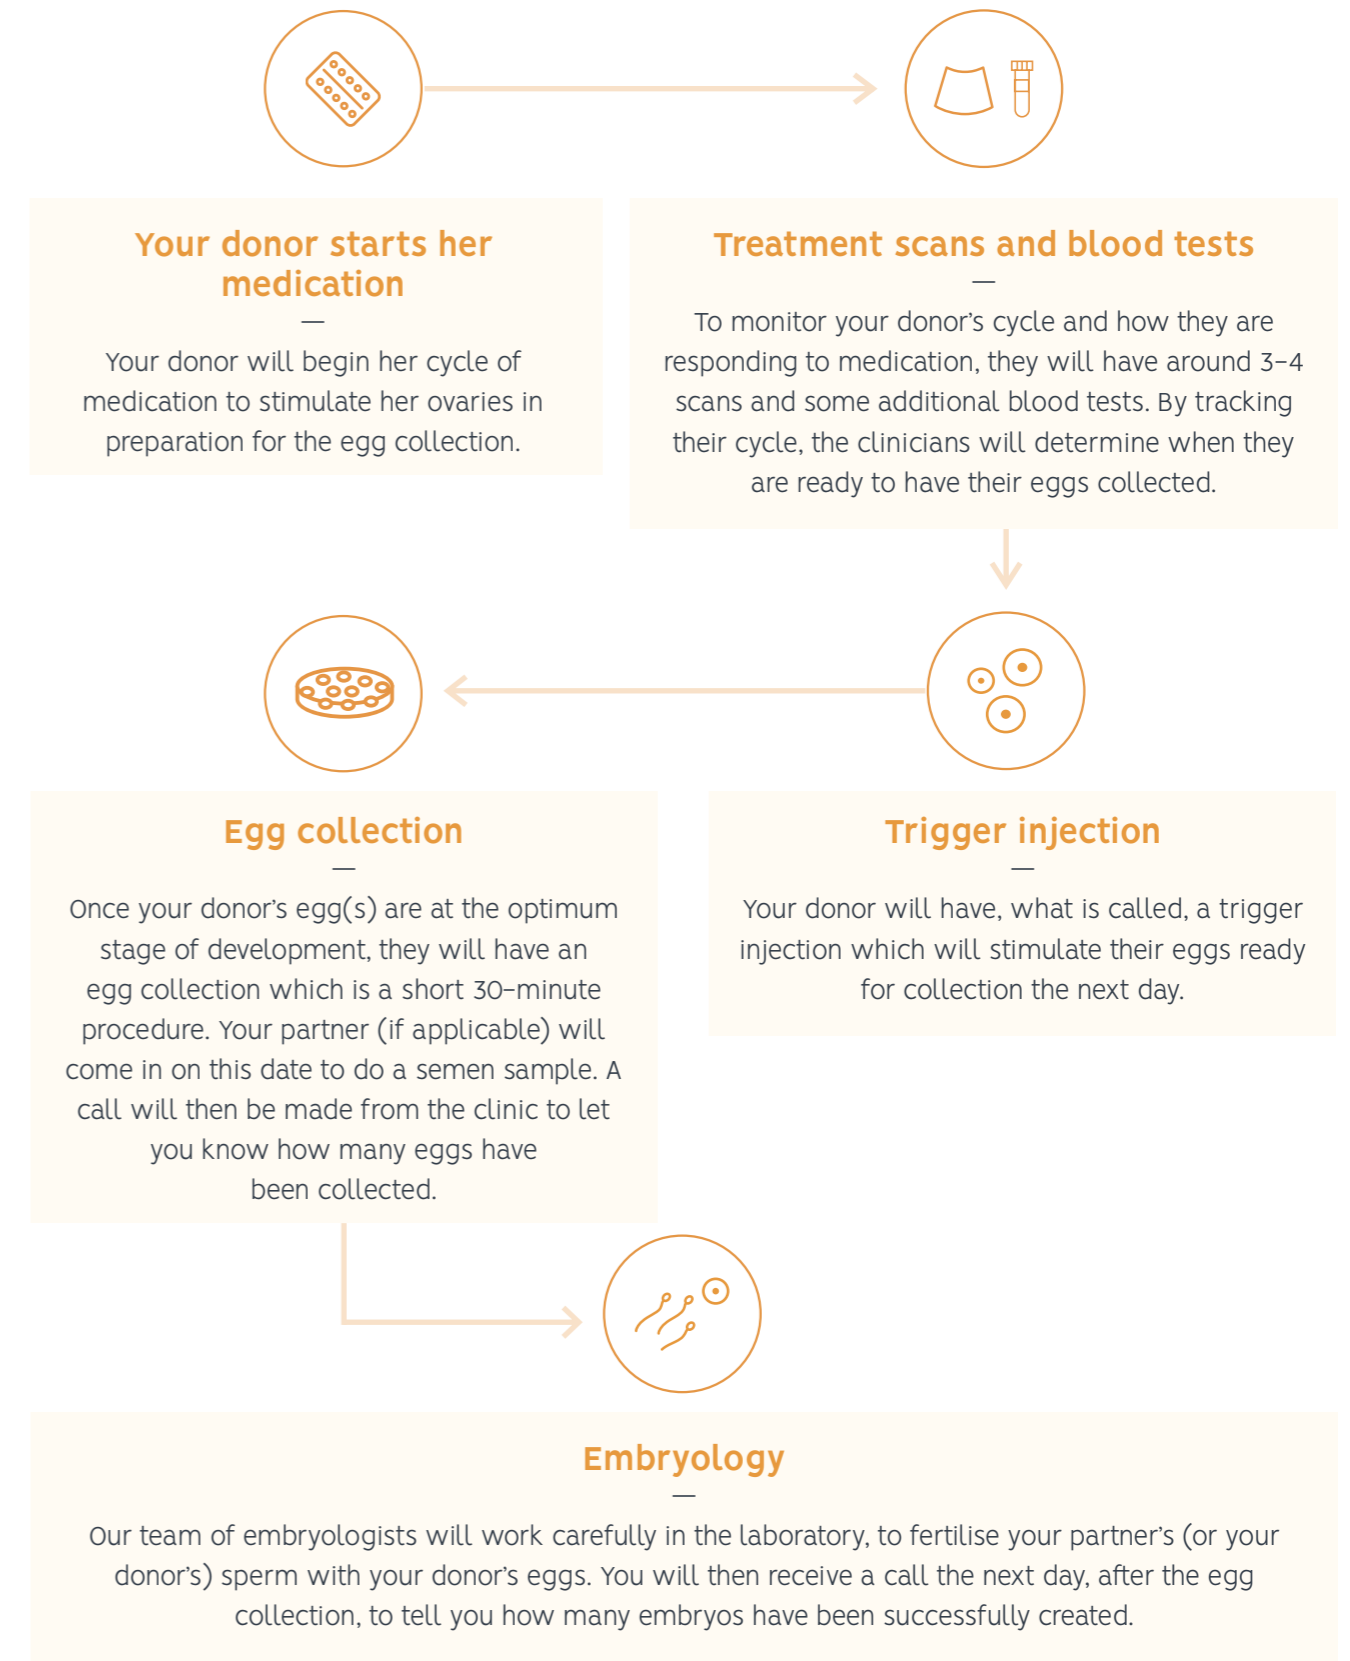 Your donor starts her
medication
—
Your donor will begin her cycle of
medication to stimulate her ovaries in
preparation for the egg collection.
Treatment scans and blood tests
—
To monitor your donor’s cycle and how they are
responding to medication, they will have around 3–4
scans and some additional blood tests. By tracking
their cycle, the clinicians will determine when they
are ready to have their eggs collected.
Trigger injection
—
Your donor will have, what is called, a trigger
injection which will stimulate their eggs ready
for collection the next day.
Egg collection
—
Once your donor’s egg(s) are at the optimum
stage of development, they will have an
egg collection which is a short 30–minute
procedure. Your partner (if applicable) will
come in on this date to do a semen sample. A
call will then be made from the clinic to let
you know how many eggs have
been collected.
Embryology
—
Our team of embryologists will work carefully in the laboratory, to fertilise your partner’s (or your
donor’s) sperm with your donor’s eggs. You will then receive a call the next day, after the egg
collection, to tell you how many embryos have been successfully created.